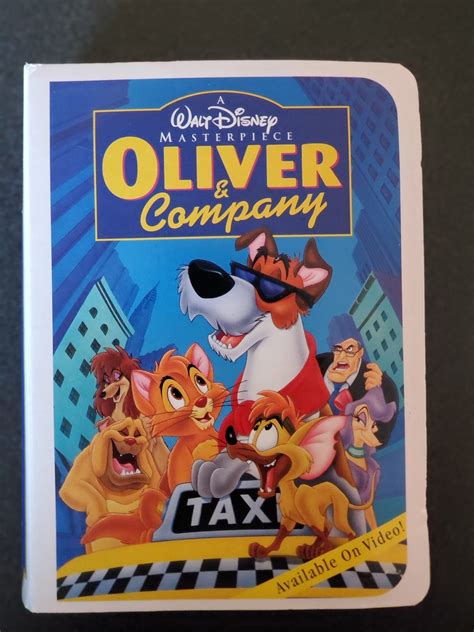 A
WALT DISNEY
MASTERPIECE
OLIVER
&
Company
TAXI
Available On Video!